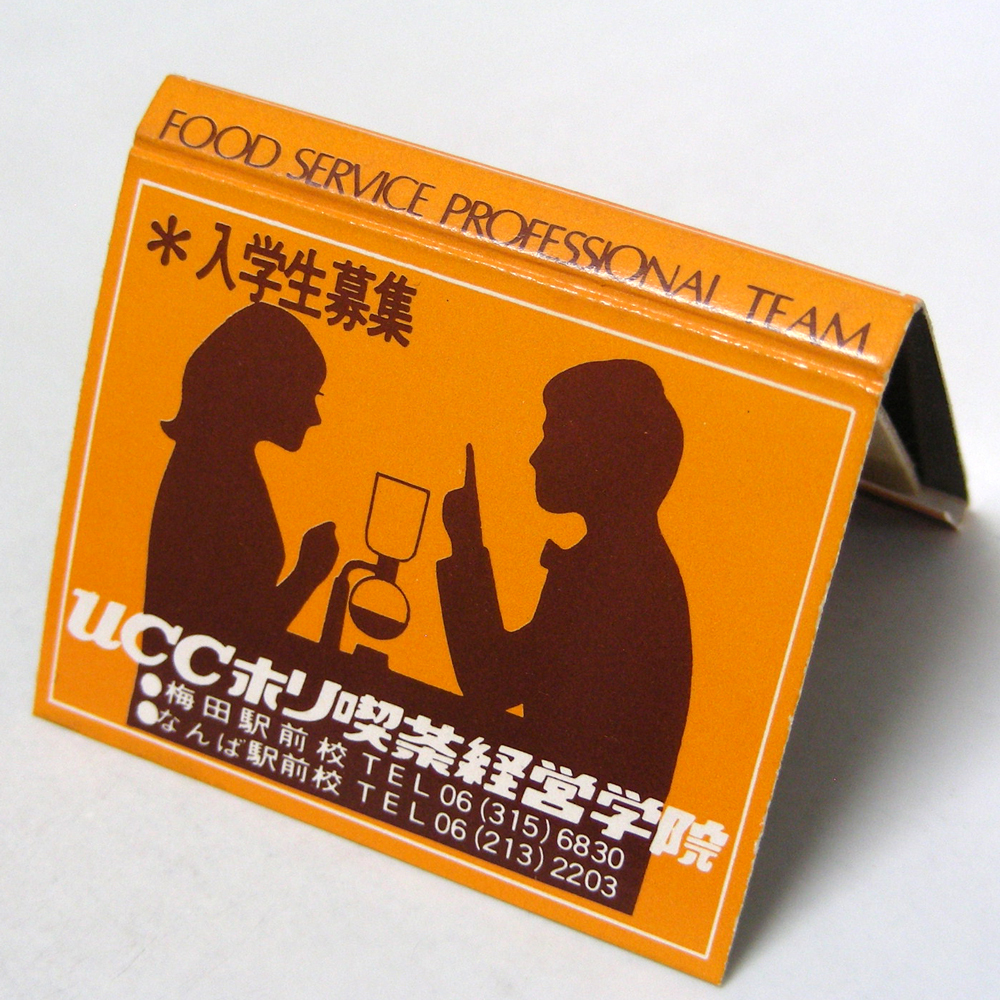 FOOD SERVICE PROFESSIONAL TEAM
*入学生募集
UCCホリ喫茶経営学院
●梅田駅前校 TEL 06(315)6830
●なんば駅前校 TEL 06(213)2203